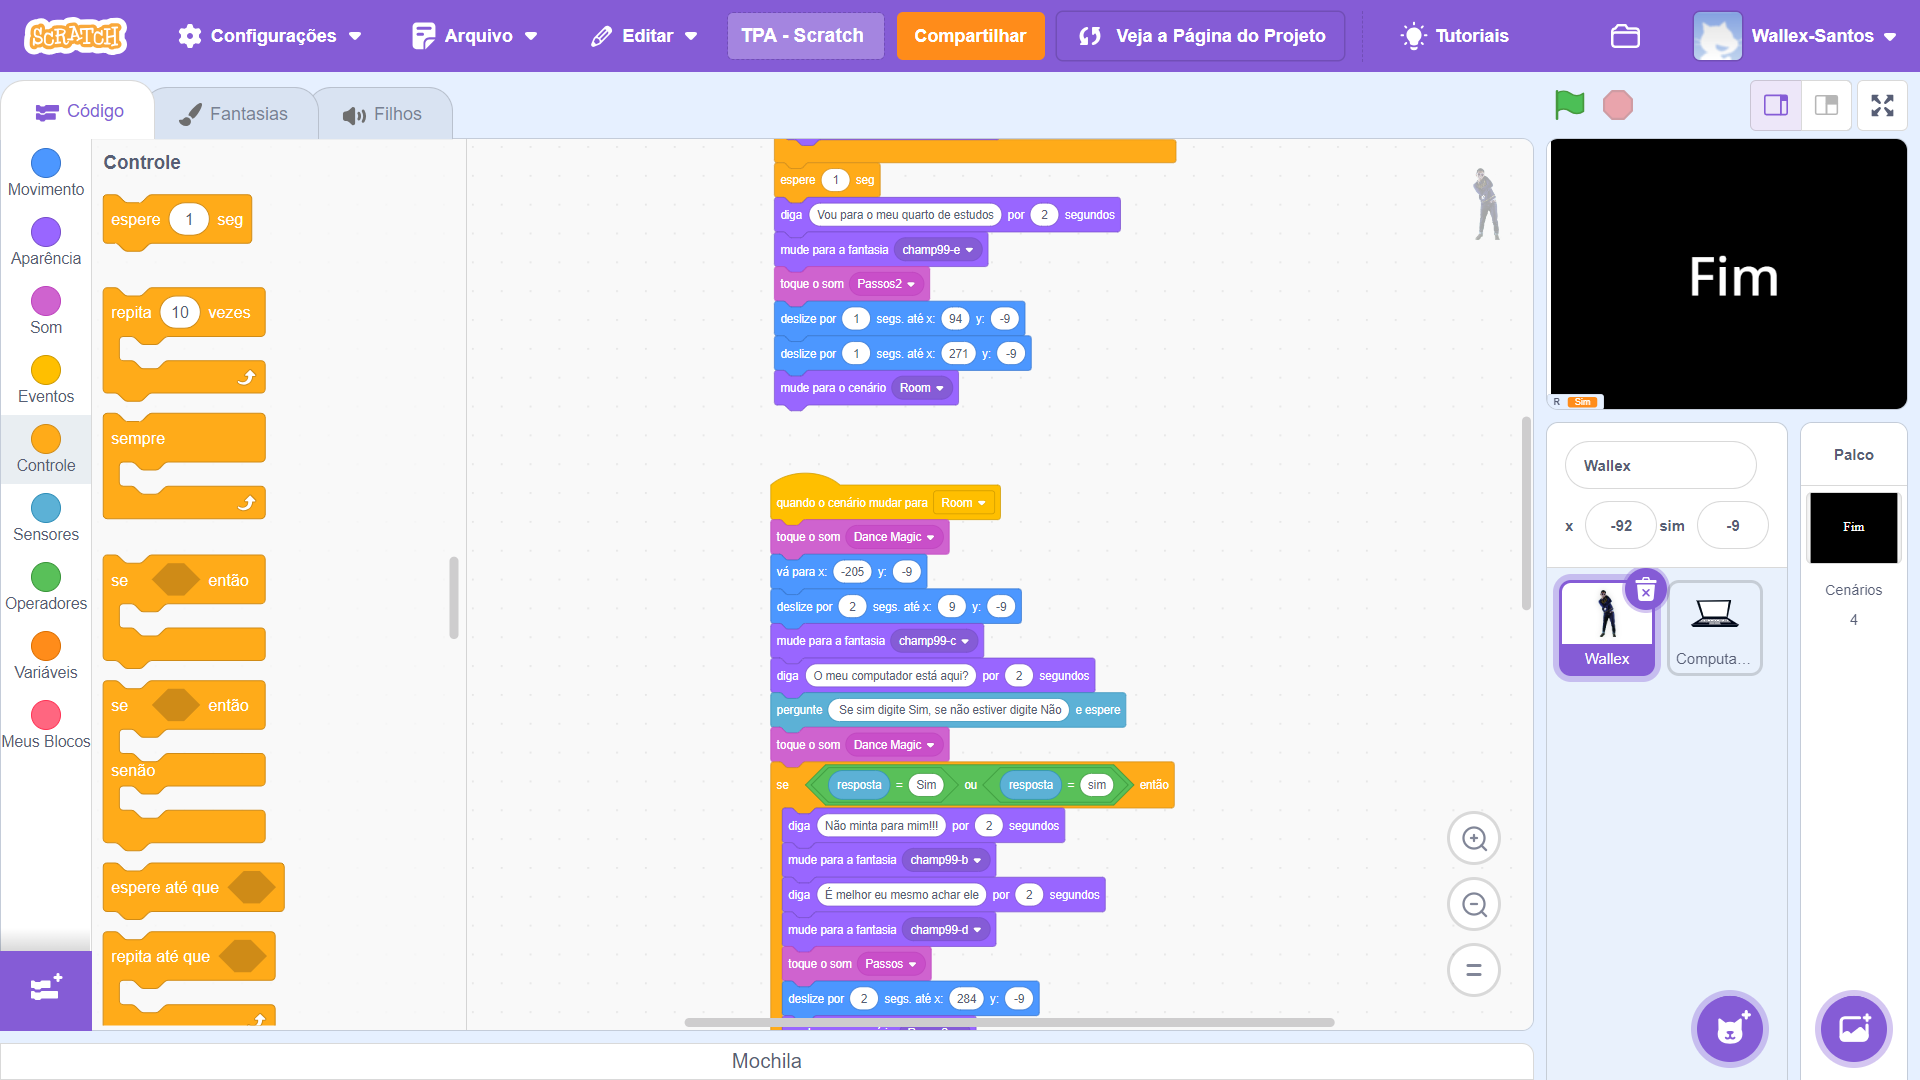 SCRATCH
Configurações
Arquivo
Editar
TPA - Scratch
Compartilhar
Veja a Página do Projeto
Tutoriais
Wallex-Santos
Código
Fantasias
Filhos
Movimento
Aparência
Som
Eventos
Controle
Sensores
Operadores
Variáveis
Meus Blocos
Controle
espere 1 seg
repita 10 vezes
sempre
se então
se então
senão
espere até que
repita até que
espere 1 seg
diga Vou para o meu quarto de estudos por 2 segundos
mude para a fantasia champ99-e
toque o som Passos2
deslize por 1 segs. até x: 94 y: -9
deslize por 1 segs. até x: 271 y: -9
mude para o cenário Room
quando o cenário mudar para Room
toque o som Dance Magic
vá para x: -205 y: -9
deslize por 2 segs. até x: 9 y: -9
mude para a fantasia champ99-c
diga O meu computador está aqui? por 2 segundos
pergunte Se sim digite Sim, se não estiver digite Não e espere
toque o som Dance Magic
se resposta = Sim ou resposta = sim então
diga Não minta para mim!!! por 2 segundos
mude para a fantasia champ99-b
diga É melhor eu mesmo achar ele por 2 segundos
mude para a fantasia champ99-d
toque o som Passos
deslize por 2 segs. até x: 284 y: -9
Fim
R Sim
Wallex
x -92 sim -9
Wallex
Computa...
Palco
Fim
Cenários
4
Mochila